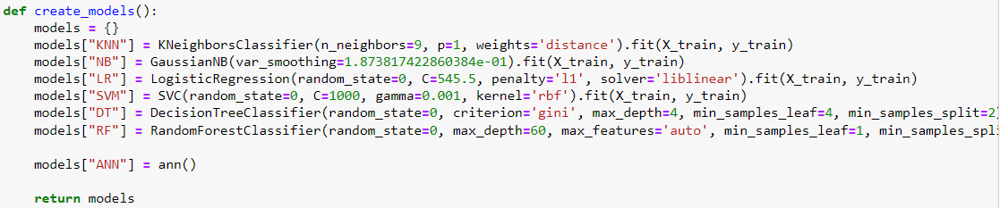 def create_models():
    models = {}
    models["KNN"] = KNeighborsClassifier(n_neighbors=9, p=1, weights='distance').fit(X_train, y_train)
    models["NB"] = GaussianNB(var_smoothing=1.873817422860384e-01).fit(X_train, y_train)
    models["LR"] = LogisticRegression(random_state=0, C=545.5, penalty='l1', solver='liblinear').fit(X_train, y_train)
    models["SVM"] = SVC(random_state=0, C=1000, gamma=0.001, kernel='rbf').fit(X_train, y_train)
    models["DT"] = DecisionTreeClassifier(random_state=0, criterion='gini', max_depth=4, min_samples_leaf=4, min_samples_split=2)
    models["RF"] = RandomForestClassifier(random_state=0, max_depth=60, max_features='auto', min_samples_leaf=1, min_samples_spli
    models["ANN"] = ann()
    return models